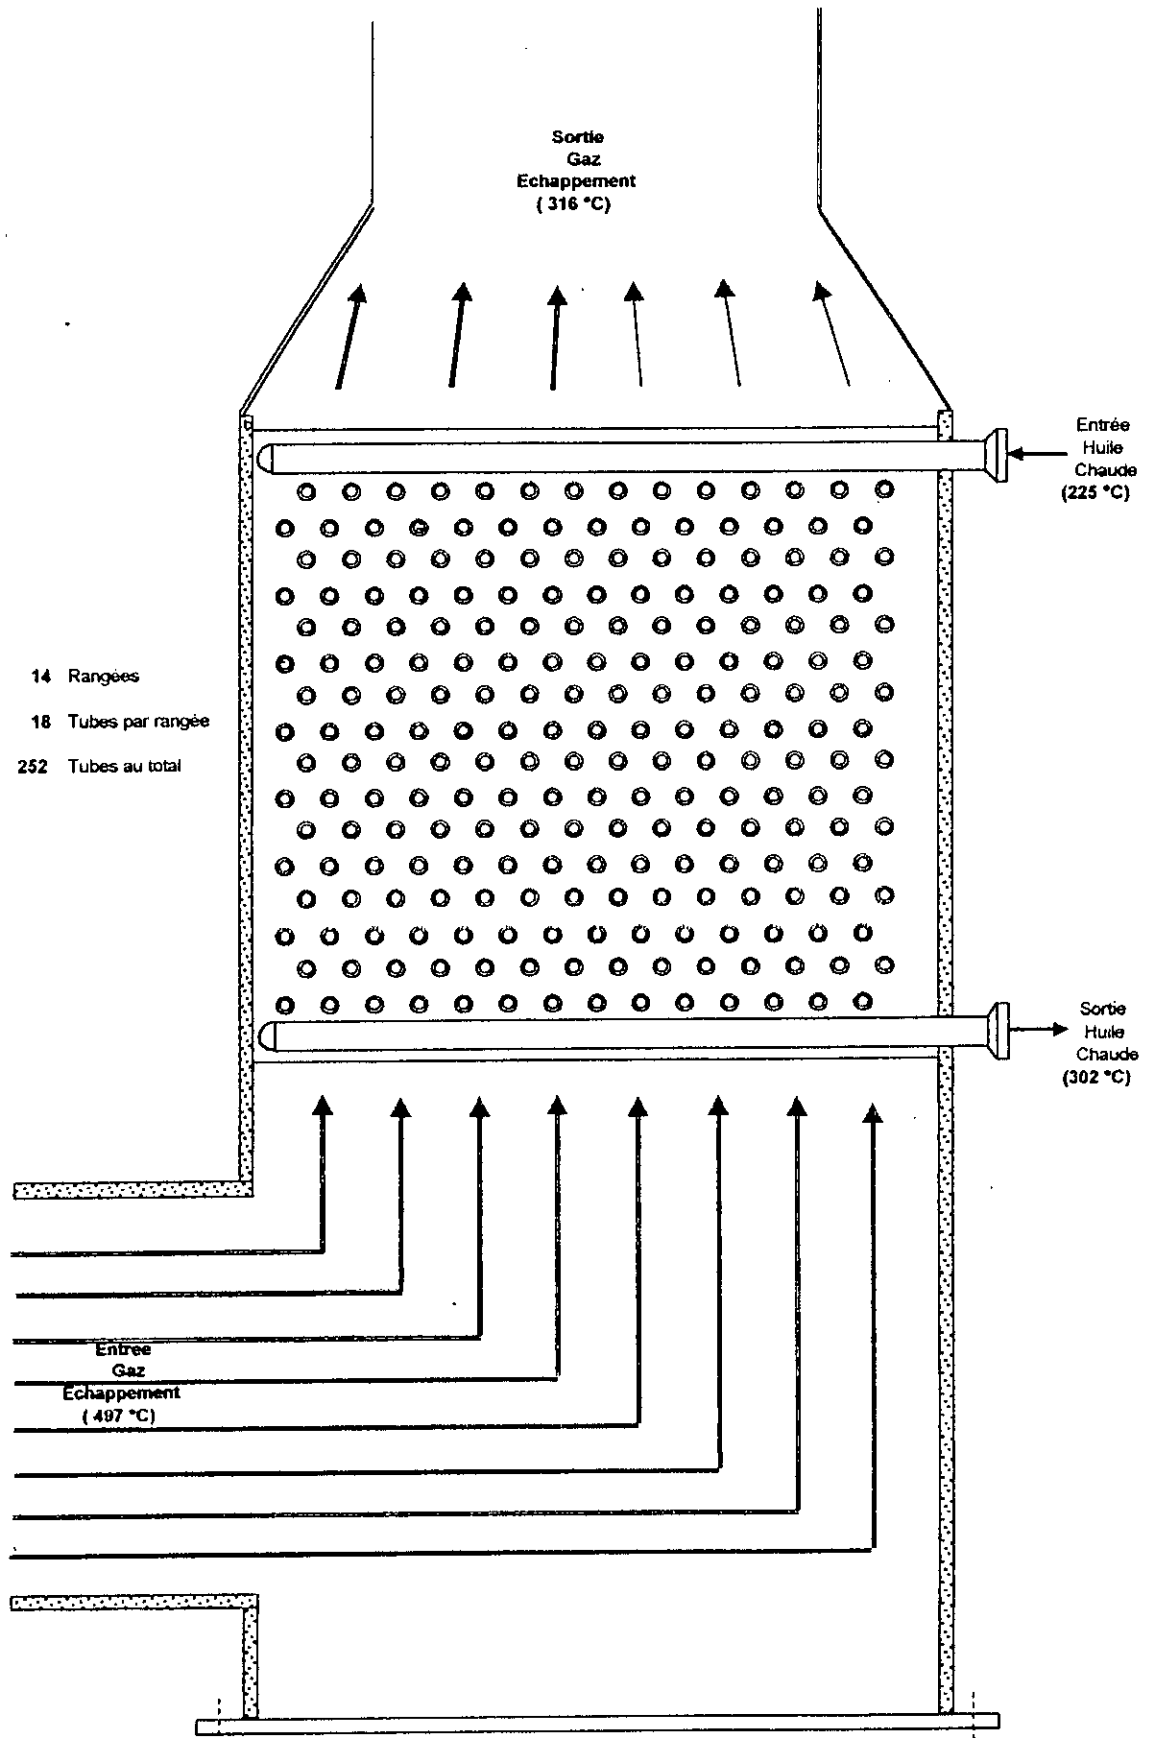 Sortie
Gaz
Echappement
( 316 °C)
Entrée
Huile
Chaude
(225 °C)
14 Rangées
18 Tubes par rangée
252 Tubes au total
Sortie
Huile
Chaude
(302 °C)
Entrée
Gaz
Echappement
( 497 °C)